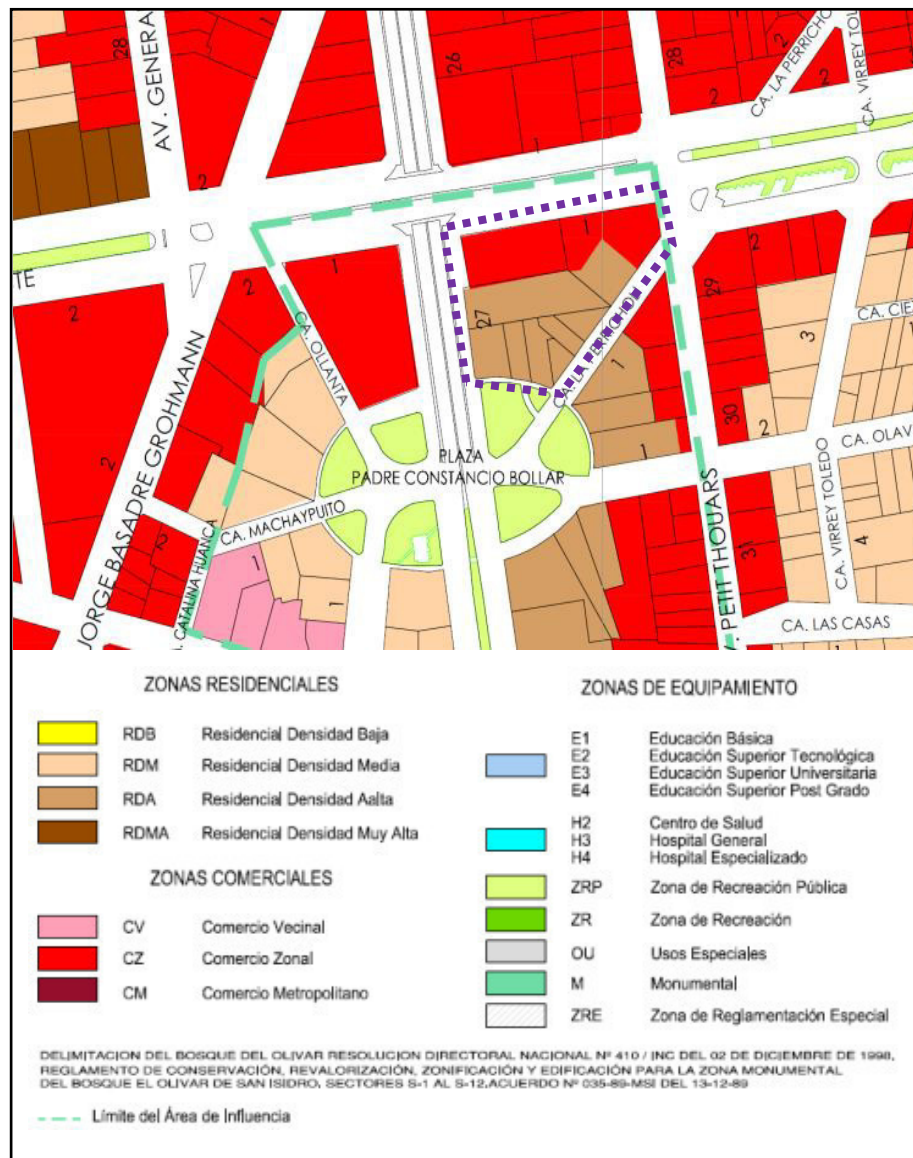 28
AV. GENERAL
26
28
2
CA. LA PERRICHO
CA. VIRREY TOLE
1
2
2
2
1
2
TE
2
2
1
CA. OLLANTA
1
27
CA. LA PERRICHOLI
1
29
2
3
CA. CIEZ
2
JORGE BASADRE GROHMANN
PLAZA
PADRE CONSTANCIO BOLLAR
1
30
2
CA. OLAV
CA. MACHAYPUITO
2
1
CATALINA HUANCA
1
PETIT THOUARS
31
CA. VIRREY TOLEDO
4
CA. LAS CASAS
1
ZONAS RESIDENCIALES
RDB Residencial Densidad Baja
RDM Residencial Densidad Media
RDA Residencial Densidad Aalta
RDMA Residencial Densidad Muy Alta
ZONAS COMERCIALES
CV Comercio Vecinal
CZ Comercio Zonal
CM Comercio Metropolitano
ZONAS DE EQUIPAMIENTO
E1 Educación Básica
E2 Educación Superior Tecnológica
E3 Educación Superior Universitaria
E4 Educación Superior Post Grado
H2 Centro de Salud
H3 Hospital General
H4 Hospital Especializado
ZRP Zona de Recreación Pública
ZR Zona de Recreación
OU Usos Especiales
M Monumental
ZRE Zona de Reglamentación Especial
DELIMITACION DEL BOSQUE DEL OLIVAR RESOLUCION DIRECTORAL NACIONAL Nº 410 / INC DEL 02 DE DICIEMBRE DE 1998,
REGLAMENTO DE CONSERVACIÓN, REVALORIZACIÓN, ZONIFICACIÓN Y EDIFICACIÓN PARA LA ZONA MONUMENTAL
DEL BOSQUE EL OLIVAR DE SAN ISIDRO, SECTORES S-1 AL S-12.ACUERDO Nº 035-89-MSI DEL 13-12-89
Límite del Área de Influencia